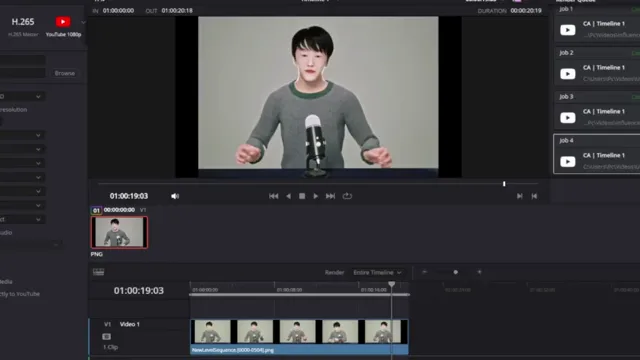 Timeline 1
IN 01:00:00:00 OUT 01:00:20:18
DURATION 00:00:20:19
H.265
H.265 Master
YouTube 1080p
Browse
resolution
Job 1
CA | Timeline 1
Job 2
CA | Timeline 1
Job 3
CA | Timeline 1
Job 4
CA | Timeline 1
01:00:19:03
01 00:00:00:00 V1
PNG
Render Entire Timeline
01:00:19:03
01:00:00:00
01:00:08:00
01:00:16:00
V1 Video 1
1 Clip
NewLevelSequence.[0000-0504].png